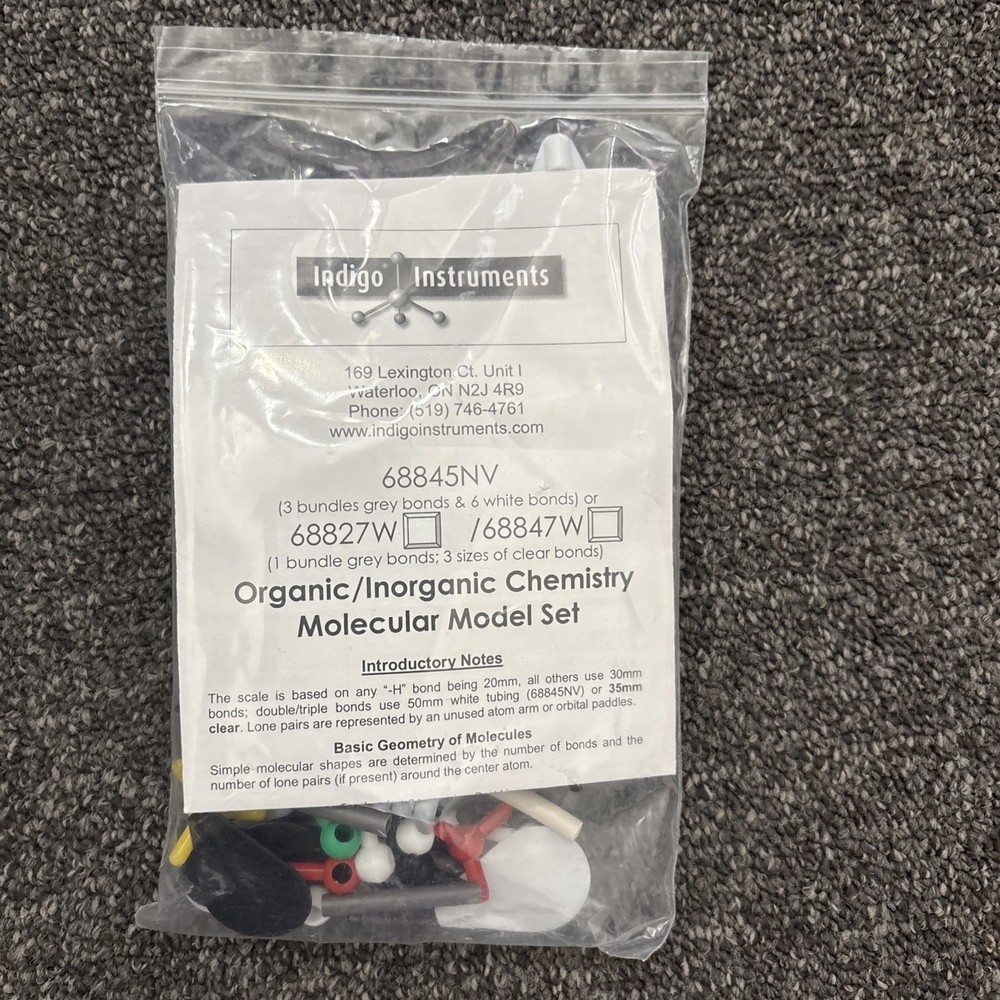 Indigo® Instruments
169 Lexington Ct. Unit I
Waterloo, ON N2J 4R9
Phone: (519) 746-4761
www.indigoinstruments.com
68845NV
(3 bundles grey bonds & 6 white bonds) or
68827W /68847W
(1 bundle grey bonds; 3 sizes of clear bonds)
Organic/Inorganic Chemistry
Molecular Model Set
Introductory Notes
The scale is based on any "-H" bond being 20mm, all others use 30mm
bonds; double/triple bonds use 50mm white tubing (68845NV) or 35mm
clear. Lone pairs are represented by an unused atom arm or orbital paddles.
Basic Geometry of Molecules
Simple molecular shapes are determined by the number of bonds and the
number of lone pairs (if present) around the center atom.